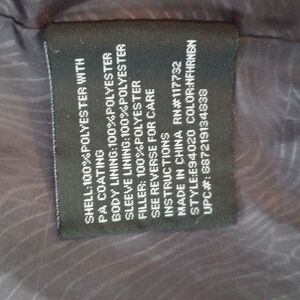 SHELL:100%POLYESTER WITH
PA COATING
BODY LINING:100%POLYESTER
SLEEVE LINING:100%POLYESTER
FILLER: 100%POLYESTER
SEE REVERSE FOR CARE
INSTRUCTIONS
MADE IN CHINA RN#117732
STYLE:E94020 COLOR:NFHRNGN
UPC#: 887219134638